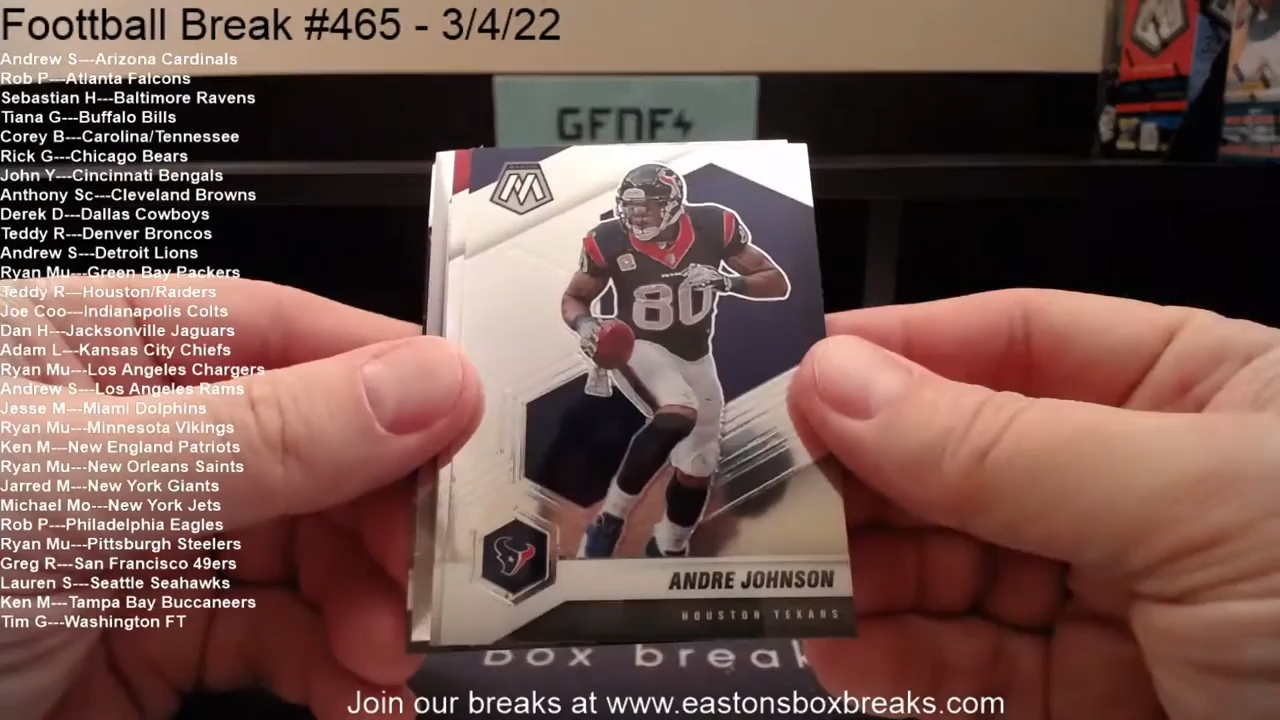 Foottball Break #465 - 3/4/22
Andrew S---Arizona Cardinals
Rob P---Atlanta Falcons
Sebastian H---Baltimore Ravens
Tiana G---Buffalo Bills
Corey B---Carolina/Tennessee
Rick G---Chicago Bears
John Y---Cincinnati Bengals
Anthony Sc---Cleveland Browns
Derek D---Dallas Cowboys
Teddy R---Denver Broncos
Andrew S---Detroit Lions
Ryan Mu---Green Bay Packers
Teddy R---Houston/Raiders
Joe Coo---Indianapolis Colts
Dan H---Jacksonville Jaguars
Adam L---Kansas City Chiefs
Ryan Mu---Los Angeles Chargers
Andrew S---Los Angeles Rams
Jesse M---Miami Dolphins
Ryan Mu---Minnesota Vikings
Ken M---New England Patriots
Ryan Mu---New Orleans Saints
Jarred M---New York Giants
Michael Mo---New York Jets
Rob P---Philadelphia Eagles
Ryan Mu---Pittsburgh Steelers
Greg R---San Francisco 49ers
Lauren S---Seattle Seahawks
Ken M---Tampa Bay Buccaneers
Tim G---Washington FT
M
80
80
ANDRE JOHNSON
HOUSTON TEXANS
box break
Join our breaks at www.eastonsboxbreaks.com